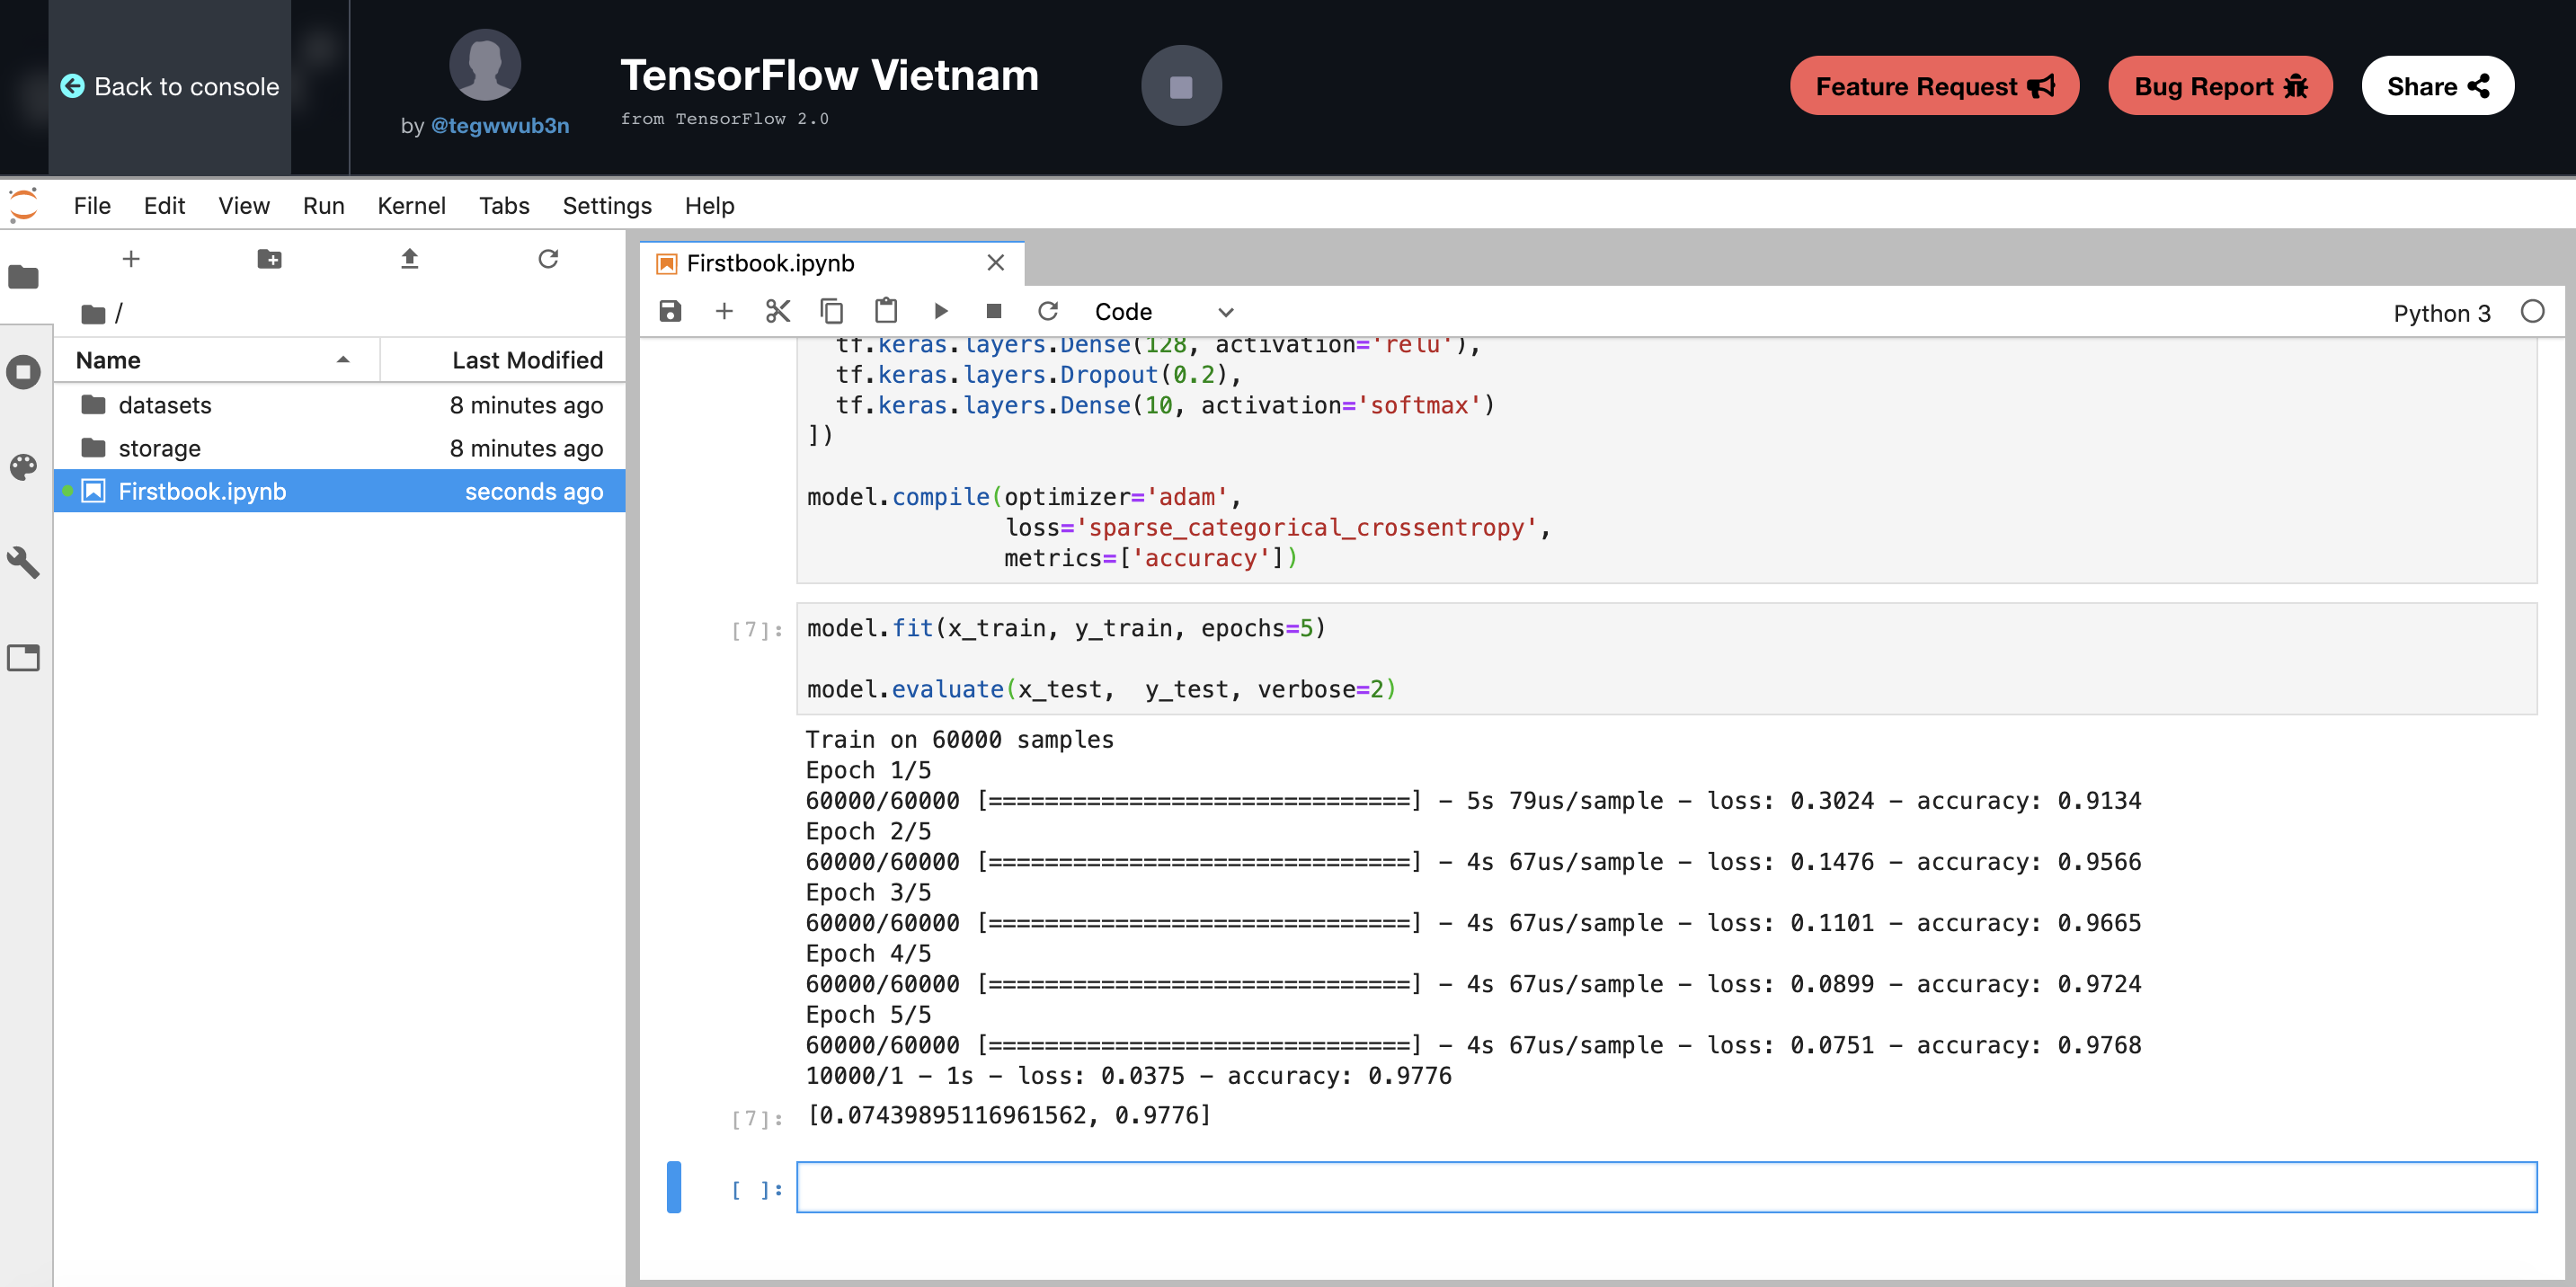 Back to console
by @tegwwub3n
TensorFlow Vietnam
from TensorFlow 2.0
Feature Request
Bug Report
Share
File Edit View Run Kernel Tabs Settings Help
/
Name Last Modified
datasets 8 minutes ago
storage 8 minutes ago
Firstbook.ipynb seconds ago
Firstbook.ipynb
Code
Python 3
tf.keras.layers.Dense(128, activation='relu'),
tf.keras.layers.Dropout(0.2),
tf.keras.layers.Dense(10, activation='softmax')
])
model.compile(optimizer='adam',
loss='sparse_categorical_crossentropy',
metrics=['accuracy'])
[7]: model.fit(x_train, y_train, epochs=5)
model.evaluate(x_test,  y_test, verbose=2)
Train on 60000 samples
Epoch 1/5
60000/60000 [==============================] - 5s 79us/sample - loss: 0.3024 - accuracy: 0.9134
Epoch 2/5
60000/60000 [==============================] - 4s 67us/sample - loss: 0.1476 - accuracy: 0.9566
Epoch 3/5
60000/60000 [==============================] - 4s 67us/sample - loss: 0.1101 - accuracy: 0.9665
Epoch 4/5
60000/60000 [==============================] - 4s 67us/sample - loss: 0.0899 - accuracy: 0.9724
Epoch 5/5
60000/60000 [==============================] - 4s 67us/sample - loss: 0.0751 - accuracy: 0.9768
10000/1 - 1s - loss: 0.0375 - accuracy: 0.9776
[7]: [0.07439895116961562, 0.9776]
[ ]: